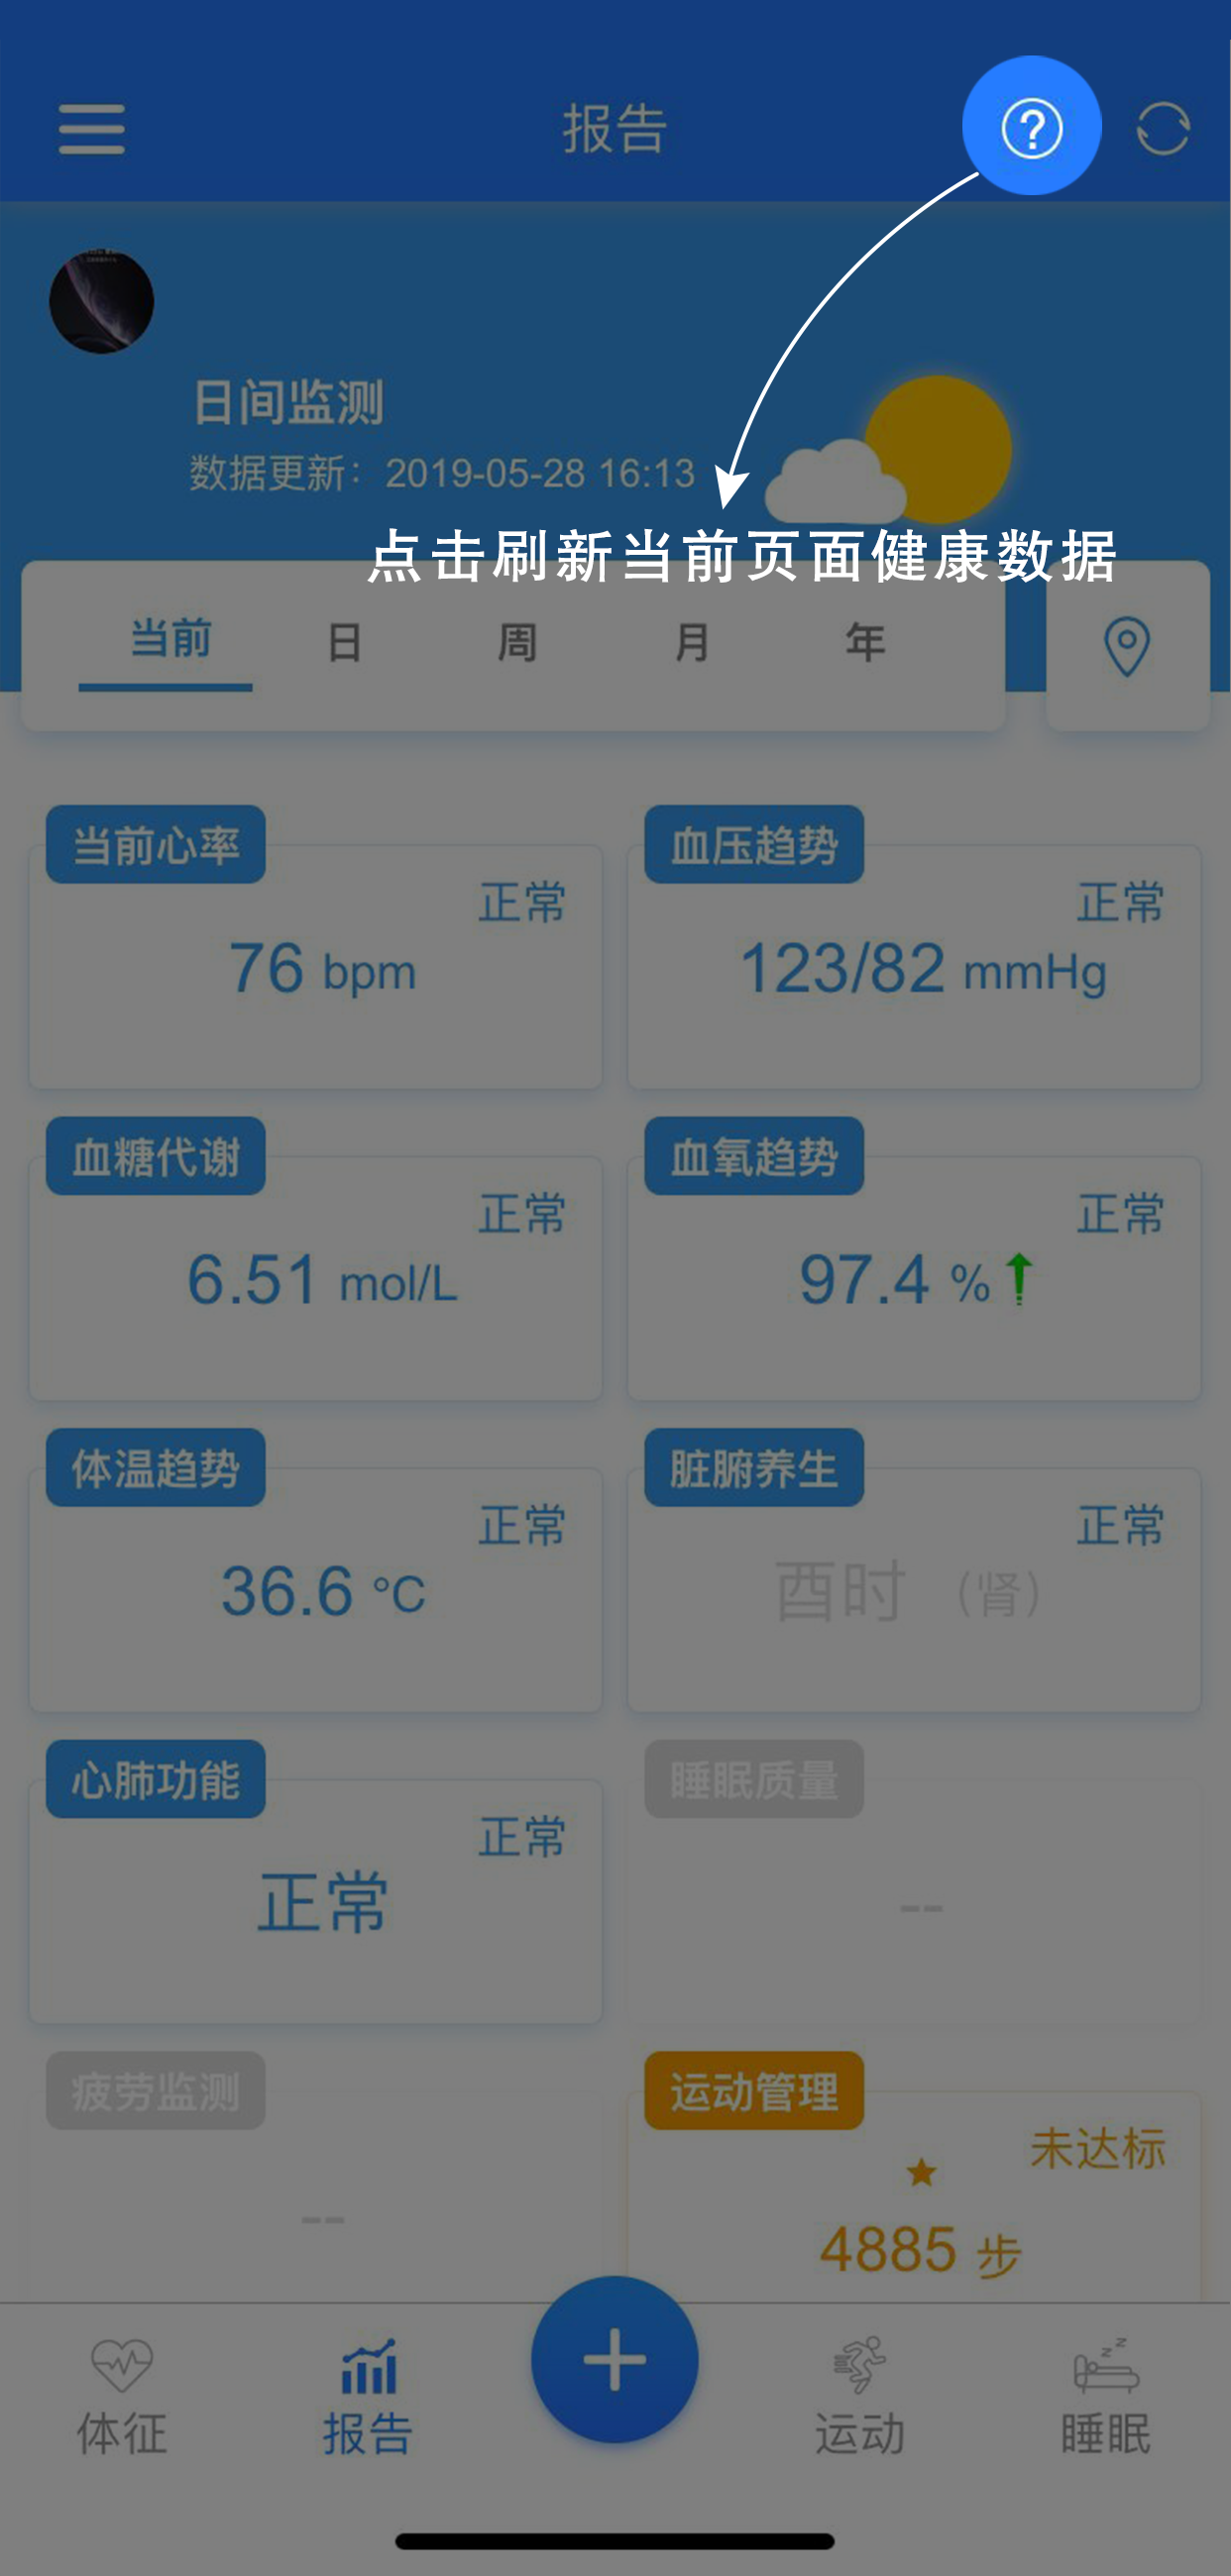 报告
日间监测
数据更新：2019-05-28 16:13
点击刷新当前页面健康数据
当前 日 周 月 年
当前心率
正常
76 bpm
血压趋势
正常
123/82 mmHg
血糖代谢
正常
6.51 mol/L
血氧趋势
正常
97.4 %
体温趋势
正常
36.6 °C
脏腑养生
正常
酉时 （肾）
心肺功能
正常
正常
睡眠质量
--
疲劳监测
--
运动管理
未达标
4885 步
体征 报告 运动 睡眠